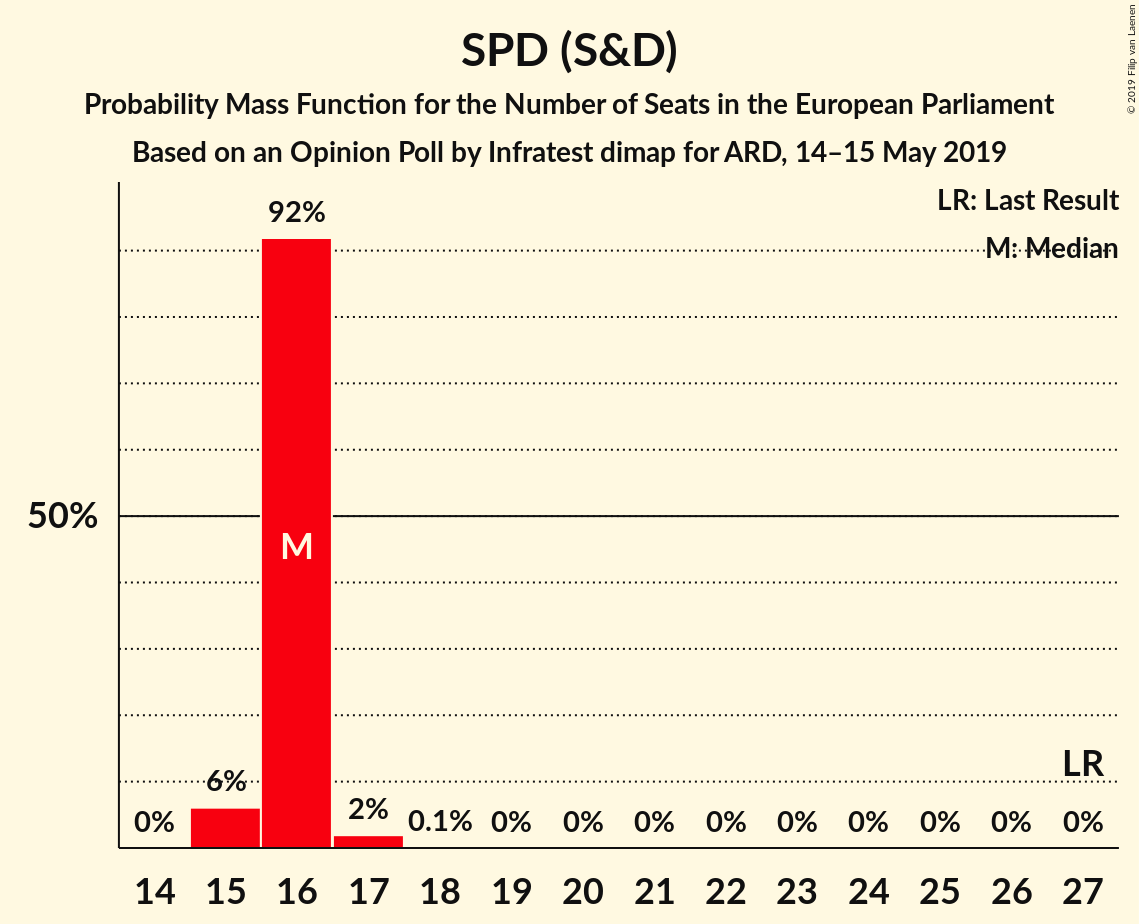 SPD (S&D)
Probability Mass Function for the Number of Seats in the European Parliament
Based on an Opinion Poll by Infratest dimap for ARD, 14–15 May 2019
© 2019 Filip van Laenen
LR: Last Result
M: Median
92%
50%
M
LR
6%
0% 2% 0.1% 0% 0% 0% 0% 0% 0% 0% 0% 0%
14 15 16 17 18 19 20 21 22 23 24 25 26 27